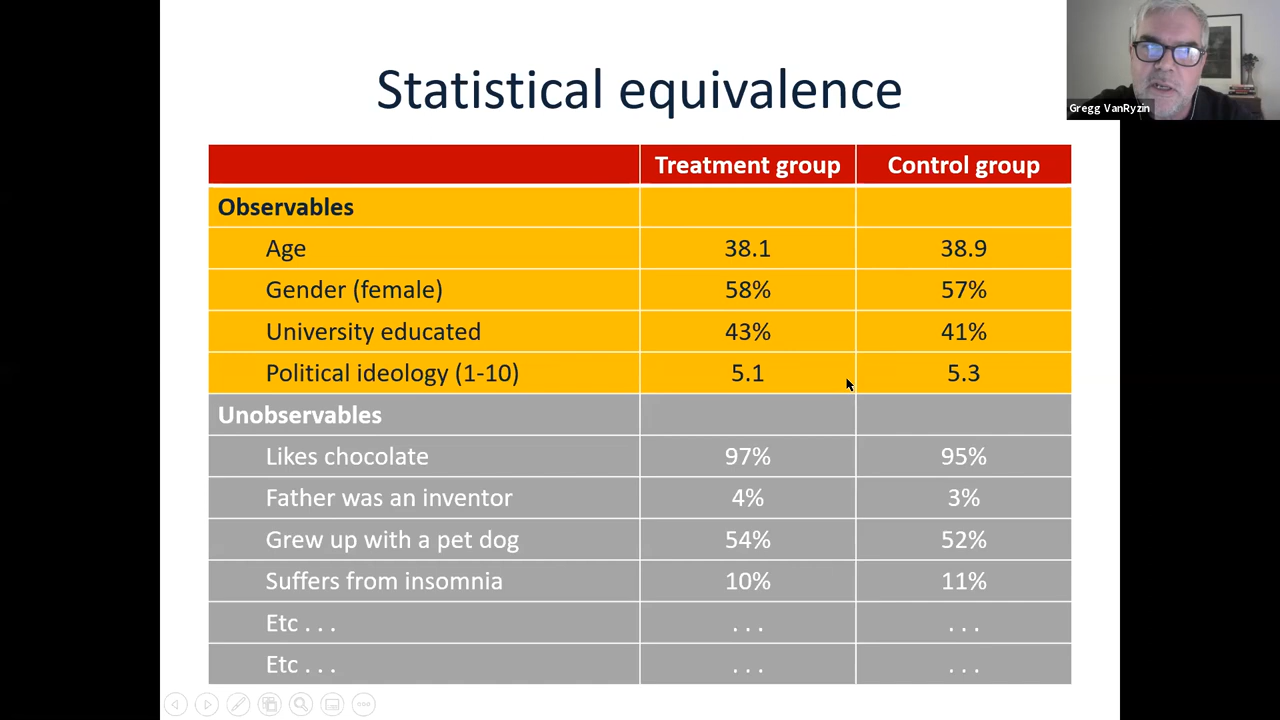 Statistical equivalence
Gregg VanRyzin
Treatment group Control group
Observables
Age 38.1 38.9
Gender (female) 58% 57%
University educated 43% 41%
Political ideology (1-10) 5.1 5.3
Unobservables
Likes chocolate 97% 95%
Father was an inventor 4% 3%
Grew up with a pet dog 54% 52%
Suffers from insomnia 10% 11%
Etc . . . . . . . . .
Etc . . . . . . . . .